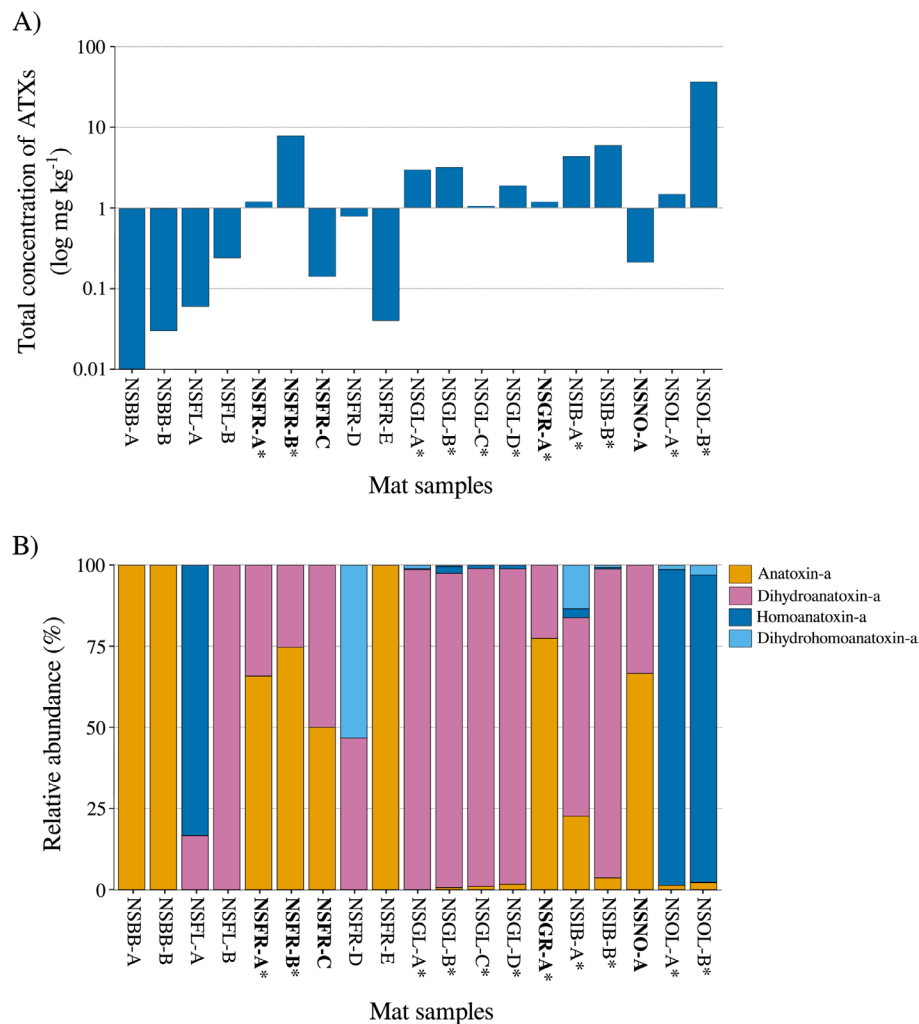 A)
Total concentration of ATXs
(log mg kg⁻¹)
100
10
1
0.1
0.01
NSBB-A
NSBB-B
NSFL-A
NSFL-B
NSFR-A*
NSFR-B*
NSFR-C
NSFR-D
NSFR-E
NSGL-A*
NSGL-B*
NSGL-C*
NSGL-D*
NSGR-A*
NSIB-A*
NSIB-B*
NSNO-A
NSOL-A*
NSOL-B*
Mat samples
B)
Relative abundance (%)
100
75
50
25
0
Anatoxin-a
Dihydroanatoxin-a
Homoanatoxin-a
Dihydrohomoanatoxin-a
NSBB-A
NSBB-B
NSFL-A
NSFL-B
NSFR-A*
NSFR-B*
NSFR-C
NSFR-D
NSFR-E
NSGL-A*
NSGL-B*
NSGL-C*
NSGL-D*
NSGR-A*
NSIB-A*
NSIB-B*
NSNO-A
NSOL-A*
NSOL-B*
Mat samples